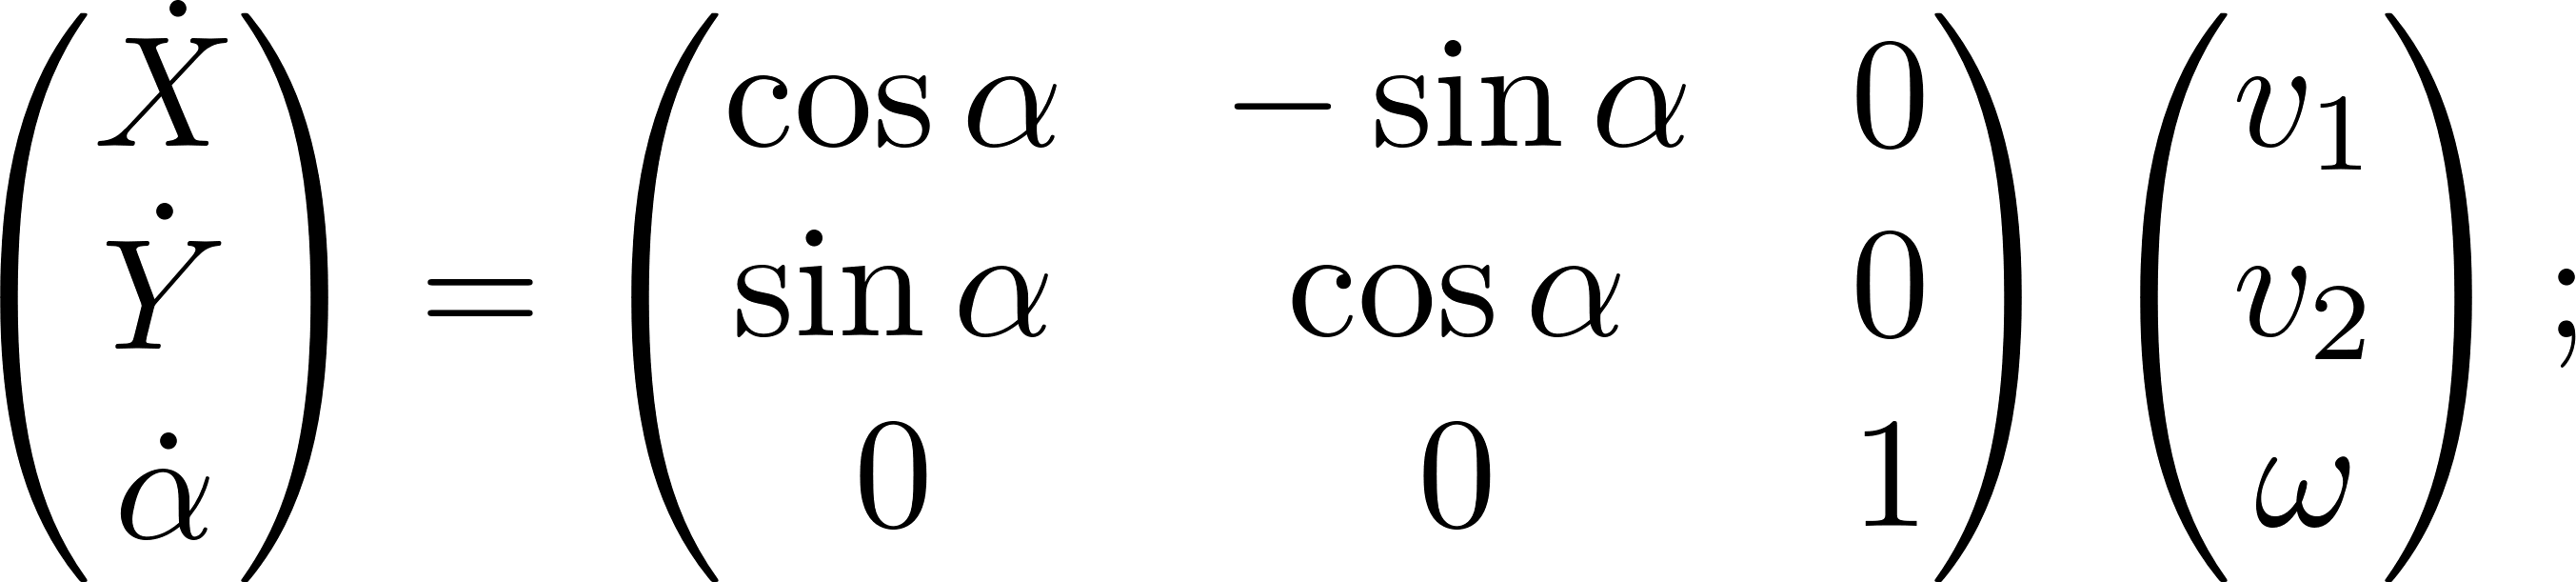 \begin{pmatrix} \dot{X} \\ \dot{Y} \\ \dot{\alpha} \end{pmatrix} = \begin{pmatrix} \cos\alpha & -\sin\alpha & 0 \\ \sin\alpha & \cos\alpha & 0 \\ 0 & 0 & 1 \end{pmatrix} \begin{pmatrix} v_1 \\ v_2 \\ \omega \end{pmatrix};